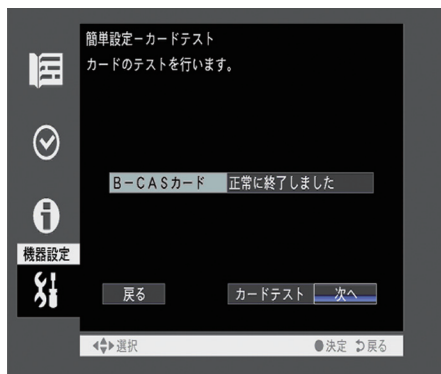 簡単設定－カードテスト
カードのテストを行います。
B－CASカード 正常に終了しました
機器設定
戻る カードテスト 次へ
選択 決定 戻る